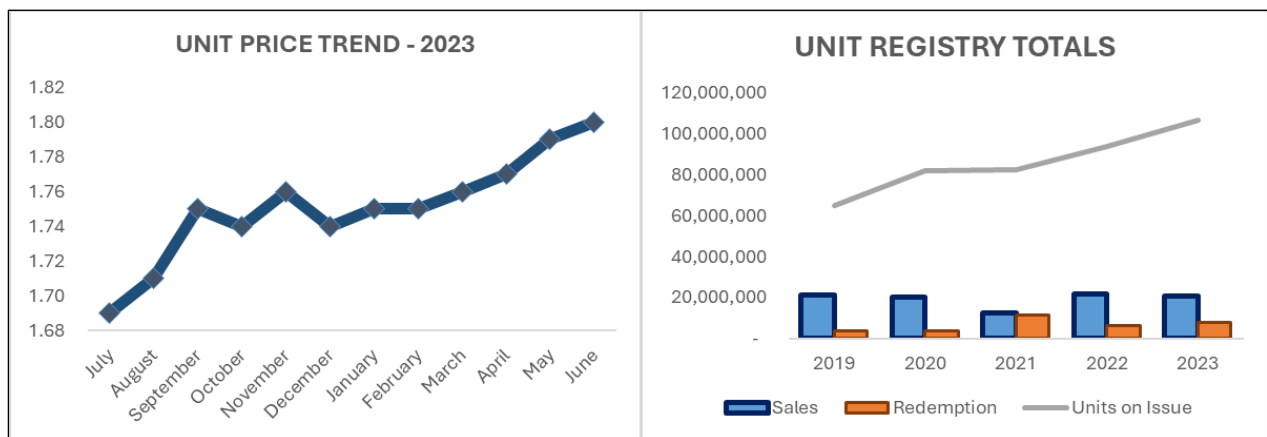 UNIT PRICE TREND - 2023
1.82
1.80
1.78
1.76
1.74
1.72
1.70
1.68
July
August
September
October
November
December
January
February
March
April
May
June
UNIT REGISTRY TOTALS
120,000,000
100,000,000
80,000,000
60,000,000
40,000,000
20,000,000
-
2019 2020 2021 2022 2023
Sales Redemption Units on Issue